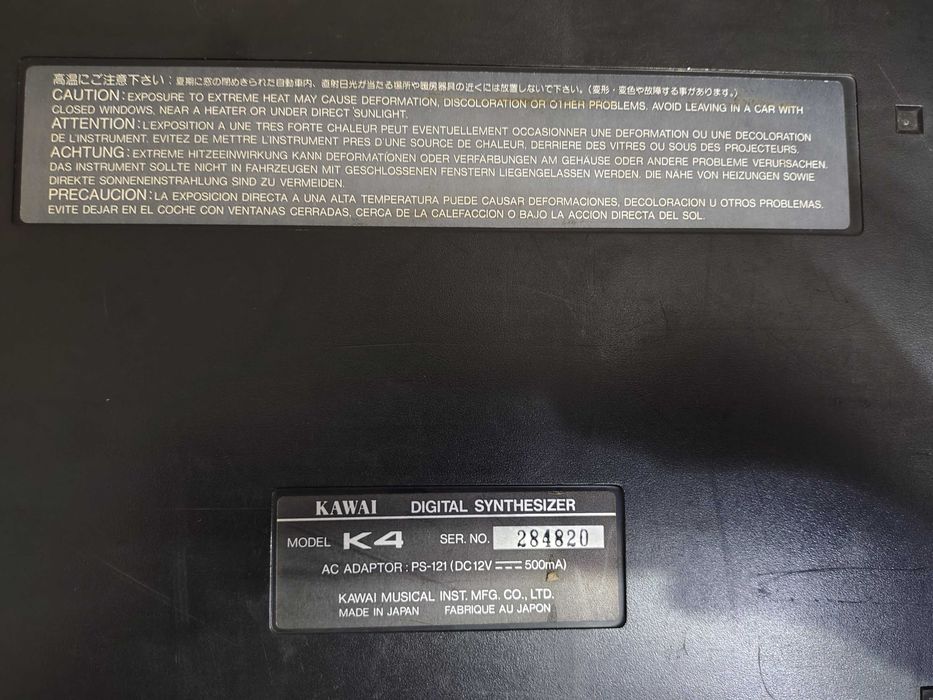 高温にご注意下さい：夏期に窓の閉めきられた自動車内、直射日光が当たる場所や暖房器具の近くには放置しないで下さい。(変形・変色や故障する事があります。)
CAUTION: EXPOSURE TO EXTREME HEAT MAY CAUSE DEFORMATION, DISCOLORATION OR OTHER PROBLEMS. AVOID LEAVING IN A CAR WITH
CLOSED WINDOWS, NEAR A HEATER OR UNDER DIRECT SUNLIGHT.
ATTENTION: L'EXPOSITION A UNE TRES FORTE CHALEUR PEUT EVENTUELLEMENT OCCASIONNER UNE DEFORMATION OU UNE DECOLORATION
DE L'INSTRUMENT. EVITEZ DE METTRE L'INSTRUMENT PRES D'UNE SOURCE DE CHALEUR, DERRIERE DES VITRES OU SOUS DES PROJECTEURS.
ACHTUNG: EXTREME HITZEEINWIRKUNG KANN DEFORMATIONEN ODER VERFÄRBUNGEN AM GEHÄUSE ODER ANDERE PROBLEME VERURSACHEN.
DAS INSTRUMENT SOLLTE NICHT IN FAHRZEUGEN MIT GESCHLOSSENEN FENSTERN LIEGENGELASSEN WERDEN. DIE NÄHE VON HEIZUNGEN SOWIE
DIREKTE SONNENEINSTRAHLUNG SIND ZU VERMEIDEN.
PRECAUCION: LA EXPOSICION DIRECTA A UNA ALTA TEMPERATURA PUEDE CAUSAR DEFORMACIONES, DECOLORACION U OTROS PROBLEMAS.
EVITE DEJAR EN EL COCHE CON VENTANAS CERRADAS, CERCA DE LA CALEFACCION O BAJO LA ACCION DIRECTA DEL SOL.
KAWAI DIGITAL SYNTHESIZER
MODEL K4 SER. NO. 284820
AC ADAPTOR: PS-121 (DC12V ⎓ 500mA)
KAWAI MUSICAL INST. MFG. CO., LTD.
MADE IN JAPAN FABRIQUE AU JAPON